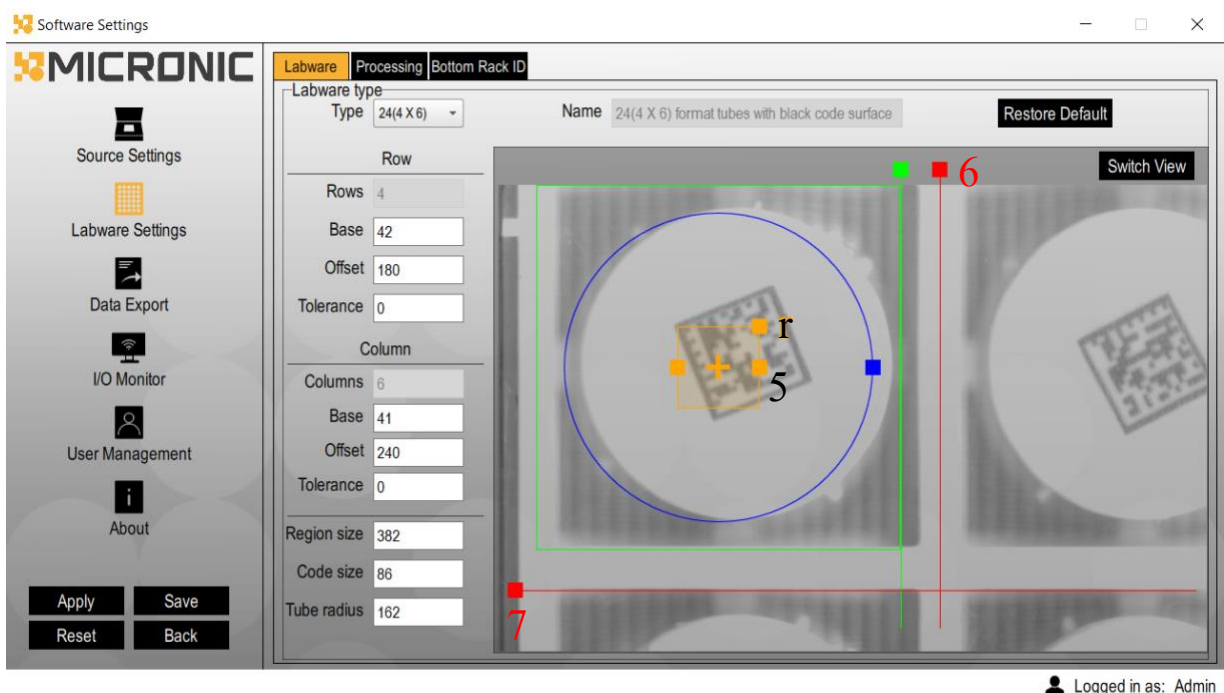 Software Settings
MICRONIC
Source Settings
Labware Settings
Data Export
I/O Monitor
User Management
i
About
Apply
Save
Reset
Back
Labware
Processing
Bottom Rack ID
Labware type
Type 24(4 X 6)
Name 24(4 X 6) format tubes with black code surface
Restore Default
Row
Rows 4
Base 42
Offset 180
Tolerance 0
Column
Columns 6
Base 41
Offset 240
Tolerance 0
Region size 382
Code size 86
Tube radius 162
Switch View
6
r
5
7
Logged in as: Admin